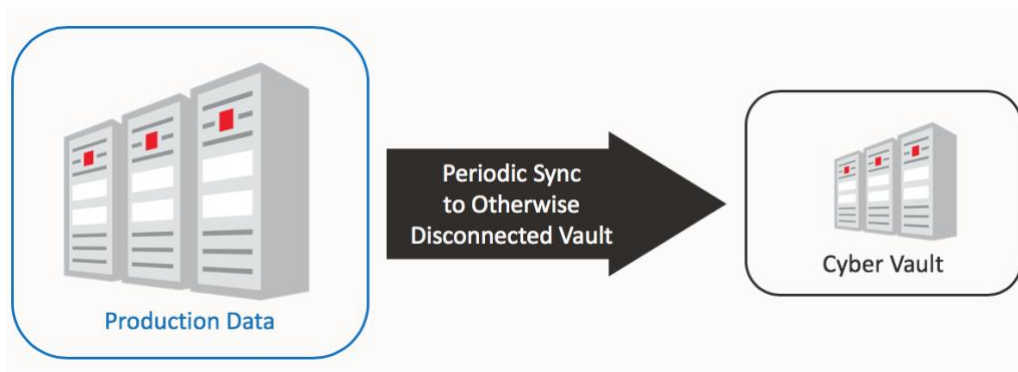 Production Data
Periodic Sync
to Otherwise
Disconnected Vault
Cyber Vault